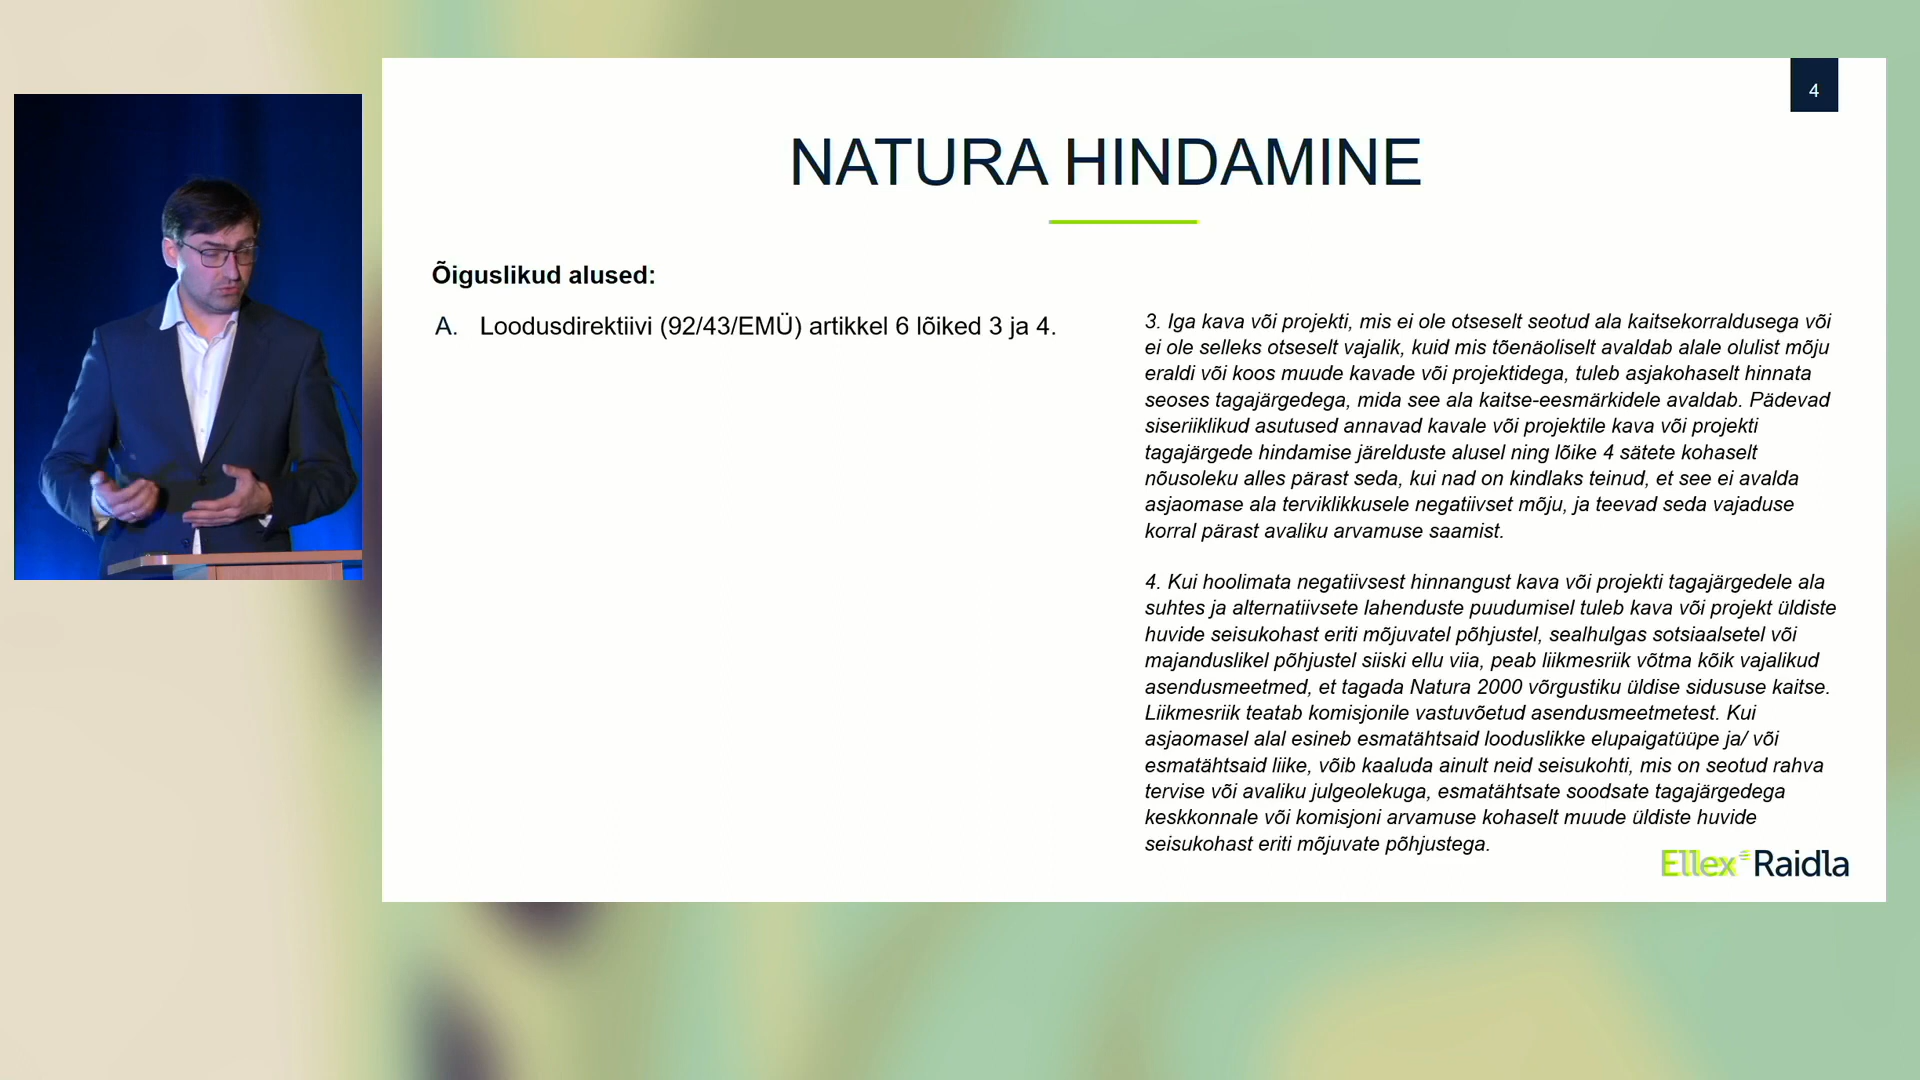 4
NATURA HINDAMINE
Õiguslikud alused:
A. Loodusdirektiivi (92/43/EMÜ) artikkel 6 lõiked 3 ja 4.
3. Iga kava või projekti, mis ei ole otseselt seotud ala kaitsekorraldusega või
ei ole selleks otseselt vajalik, kuid mis tõenäoliselt avaldab alale olulist mõju
eraldi või koos muude kavade või projektidega, tuleb asjakohaselt hinnata
seoses tagajärgedega, mida see ala kaitse-eesmärkidele avaldab. Pädevad
siseriiklikud asutused annavad kavale või projektile kava või projekti
tagajärgede hindamise järelduste alusel ning lõike 4 sätete kohaselt
nõusoleku alles pärast seda, kui nad on kindlaks teinud, et see ei avalda
asjaomase ala terviklikkusele negatiivset mõju, ja teevad seda vajaduse
korral pärast avaliku arvamuse saamist.
4. Kui hoolimata negatiivsest hinnangust kava või projekti tagajärgedele ala
suhtes ja alternatiivsete lahenduste puudumisel tuleb kava või projekt üldiste
huvide seisukohast eriti mõjuvatel põhjustel, sealhulgas sotsiaalsetel või
majanduslikel põhjustel siiski ellu viia, peab liikmesriik võtma kõik vajalikud
asendusmeetmed, et tagada Natura 2000 võrgustiku üldise sidususe kaitse.
Liikmesriik teatab komisjonile vastuvõetud asendusmeetmetest. Kui
asjaomasel alal esineb esmatähtsaid looduslikke elupaigatüüpe ja/ või
esmatähtsaid liike, võib kaaluda ainult neid seisukohti, mis on seotud rahva
tervise või avaliku julgeolekuga, esmatähtsate soodsate tagajärgedega
keskkonnale või komisjoni arvamuse kohaselt muude üldiste huvide
seisukohast eriti mõjuvate põhjustega.
Ellex Raidla